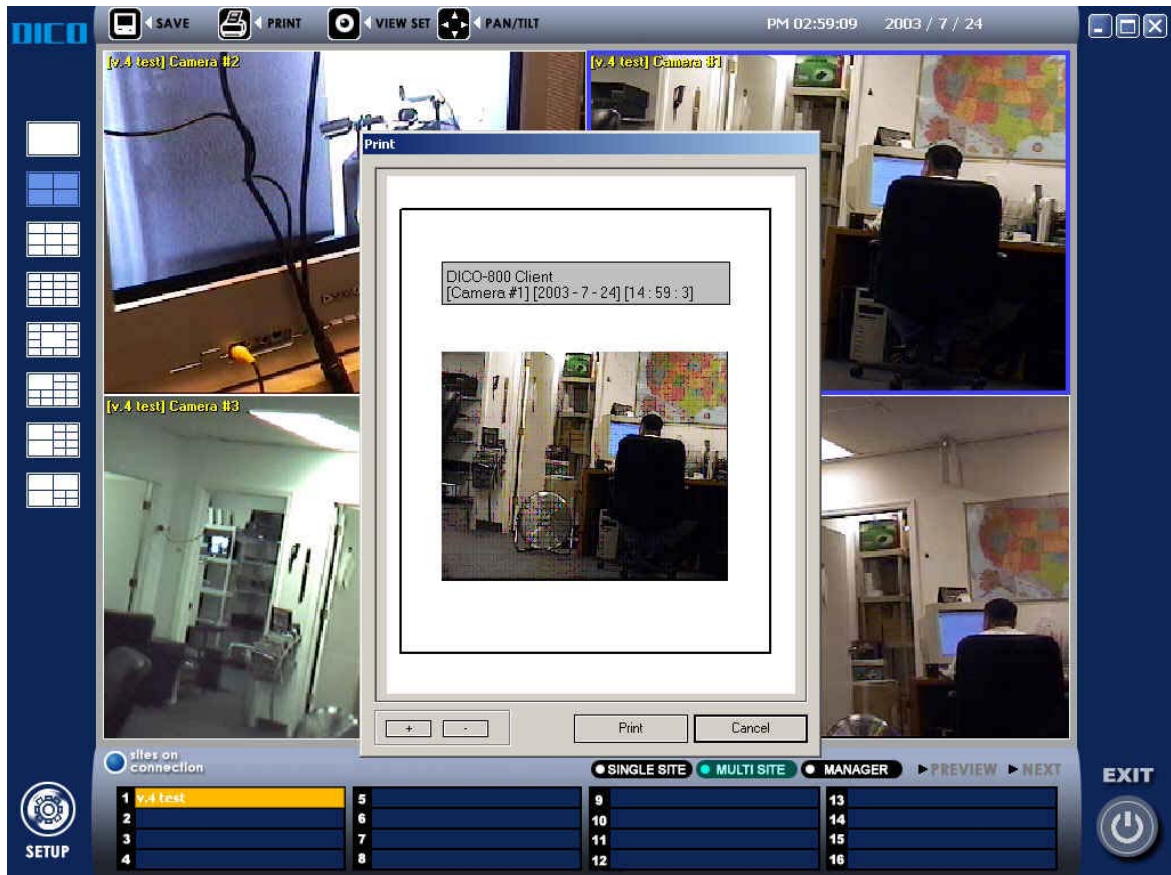 DICO
SAVE
PRINT
VIEW SET
PAN/TILT
PM 02:59:09
2003 / 7 / 24
[v.4 test] Camera #2
[v.4 test] Camera #1
Print
DICO-800 Client
[Camera #1] [2003 - 7 - 24] [14 : 59 : 3]
[v.4 test] Camera #3
+
-
Print
Cancel
sites on
connection
SINGLE SITE
MULTI SITE
MANAGER
PREVIEW
NEXT
EXIT
SETUP
1 v.4 test
2
3
4
5
6
7
8
9
10
11
12
13
14
15
16